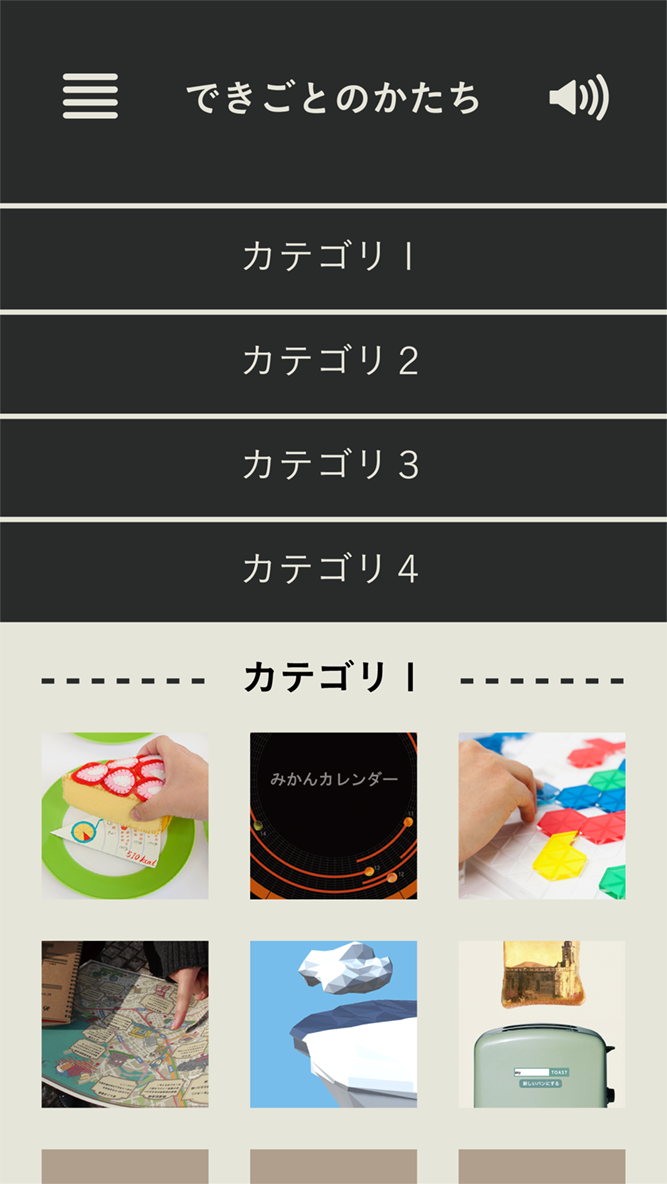 できごとのかたち
カテゴリ1
カテゴリ2
カテゴリ3
カテゴリ4
カテゴリ1
510kcal
みかんカレンダー
sky TOAST
新しいパンにする